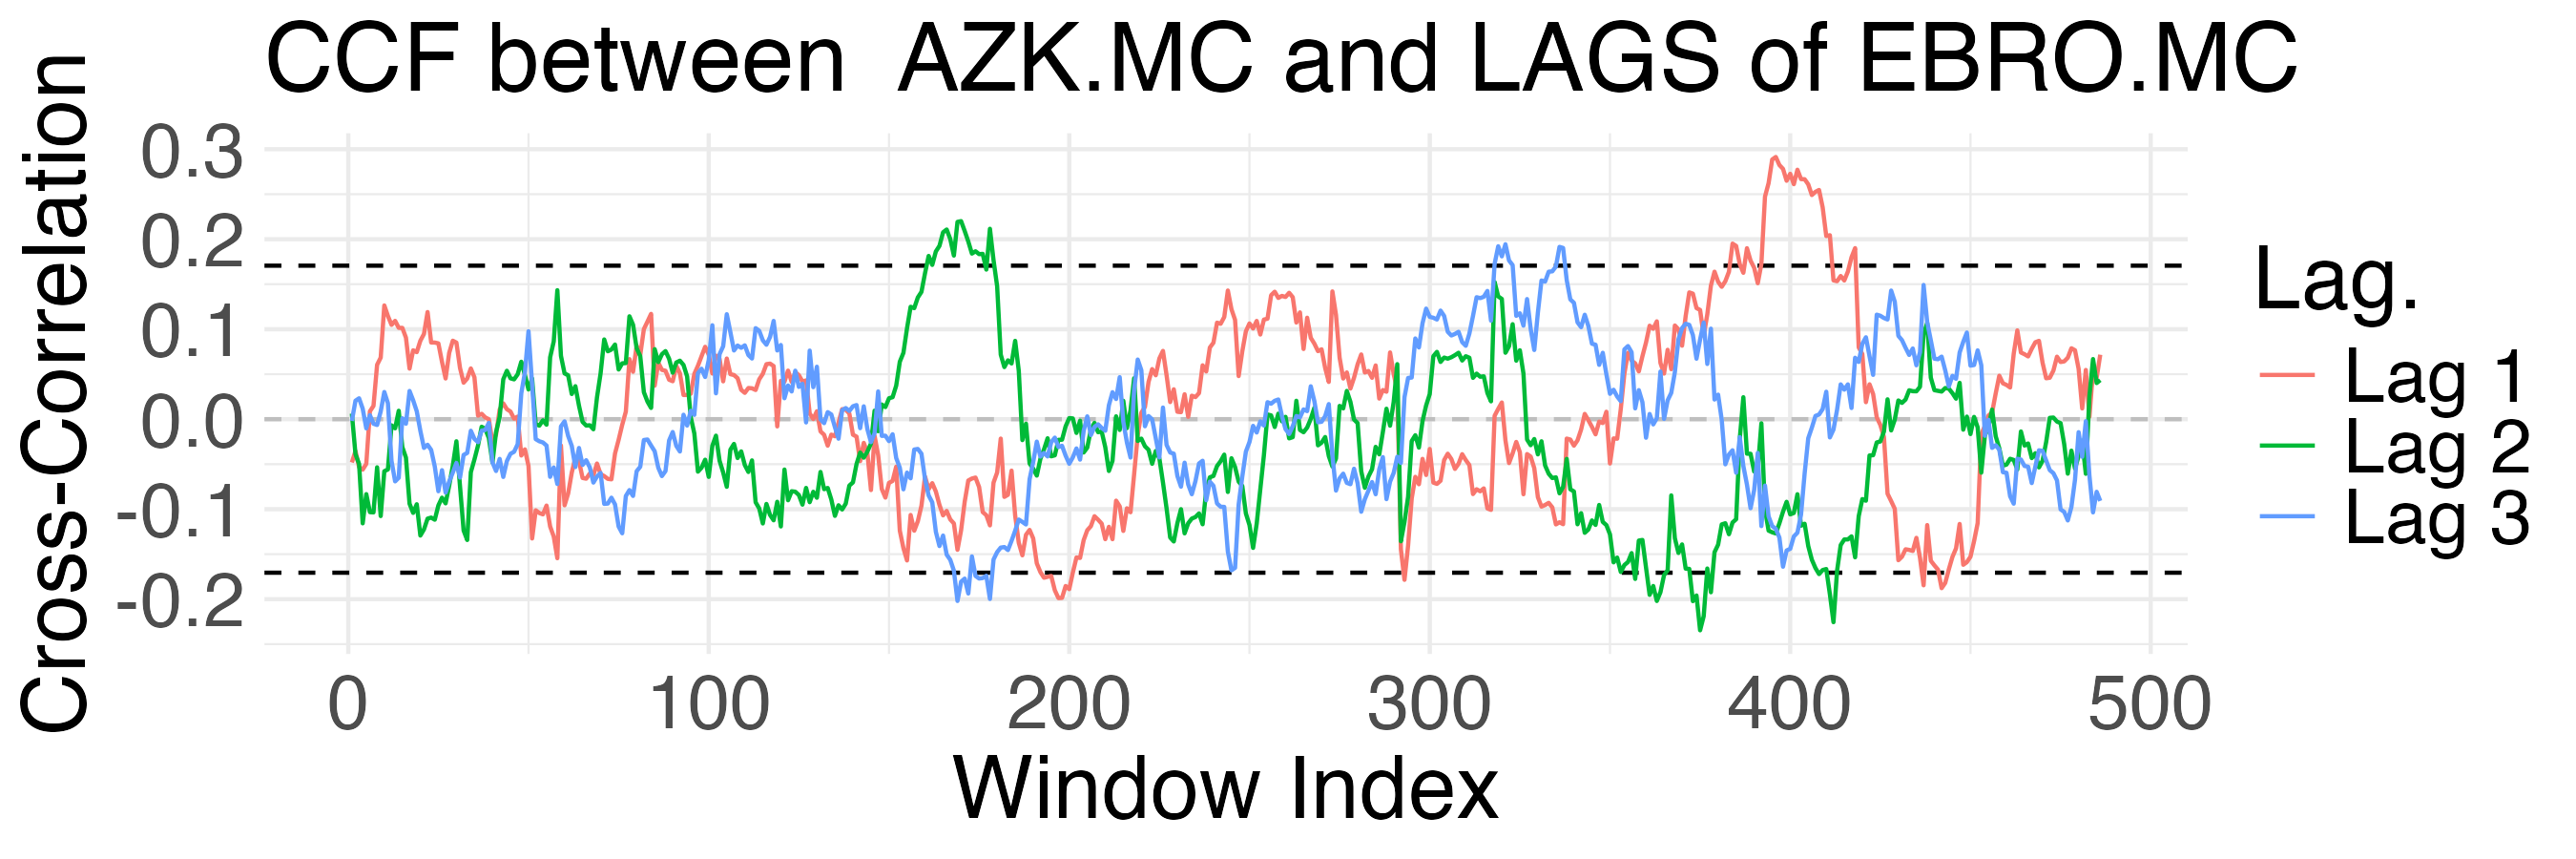 CCF between  AZK.MC and LAGS of EBRO.MC
Cross-Correlation
0.3
0.2
0.1
0.0
-0.1
-0.2
0 100 200 300 400 500
Window Index
Lag.
Lag 1
Lag 2
Lag 3